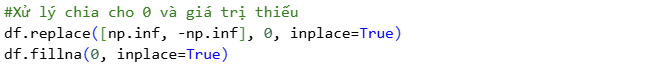 #Xử lý chia cho 0 và giá trị thiếu
df.replace([np.inf, -np.inf], 0, inplace=True)
df.fillna(0, inplace=True)